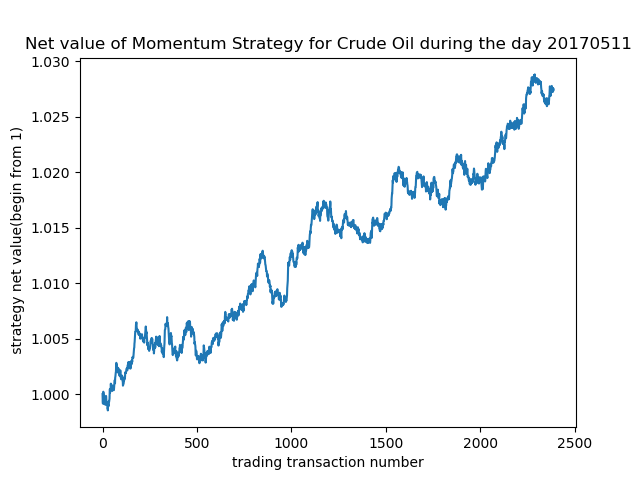 Net value of Momentum Strategy for Crude Oil during the day 20170511
1.030
1.025
1.020
1.015
1.010
1.005
1.000
strategy net value(begin from 1)
0 500 1000 1500 2000 2500
trading transaction number